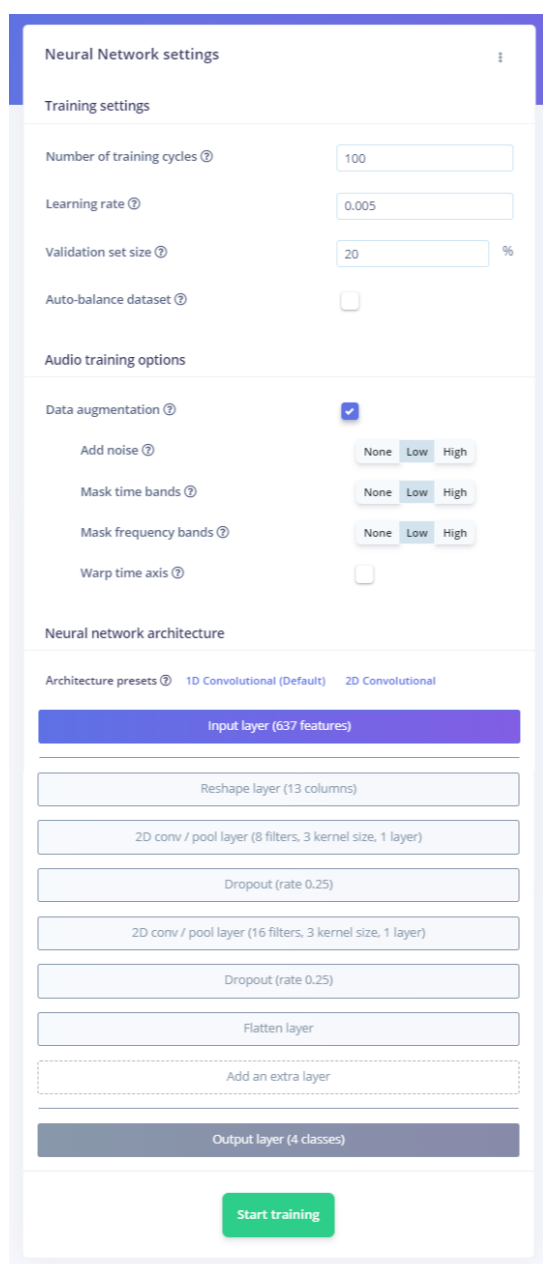 Neural Network settings
Training settings
Number of training cycles ?
100
Learning rate ?
0.005
Validation set size ?
20
%
Auto-balance dataset ?
Audio training options
Data augmentation ?
Add noise ?
None Low High
Mask time bands ?
None Low High
Mask frequency bands ?
None Low High
Warp time axis ?
Neural network architecture
Architecture presets ? 1D Convolutional (Default) 2D Convolutional
Input layer (637 features)
Reshape layer (13 columns)
2D conv / pool layer (8 filters, 3 kernel size, 1 layer)
Dropout (rate 0.25)
2D conv / pool layer (16 filters, 3 kernel size, 1 layer)
Dropout (rate 0.25)
Flatten layer
Add an extra layer
Output layer (4 classes)
Start training